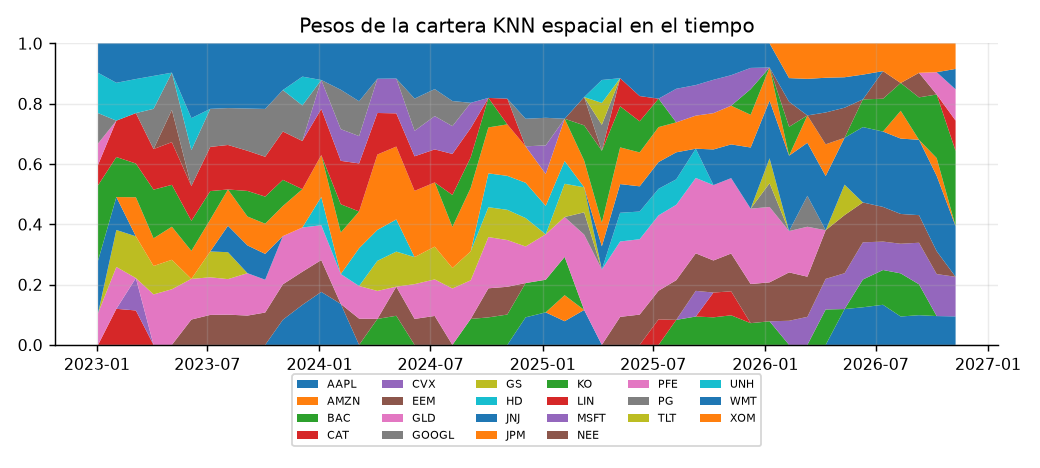 Pesos de la cartera KNN espacial en el tiempo
1.0
0.8
0.6
0.4
0.2
0.0
2023-01 2023-07 2024-01 2024-07 2025-01 2025-07 2026-01 2026-07 2027-01
AAPL CVX GS KO PFE UNH
AMZN EEM HD LIN PG WMT
BAC GLD JNJ MSFT TLT XOM
CAT GOOGL JPM NEE